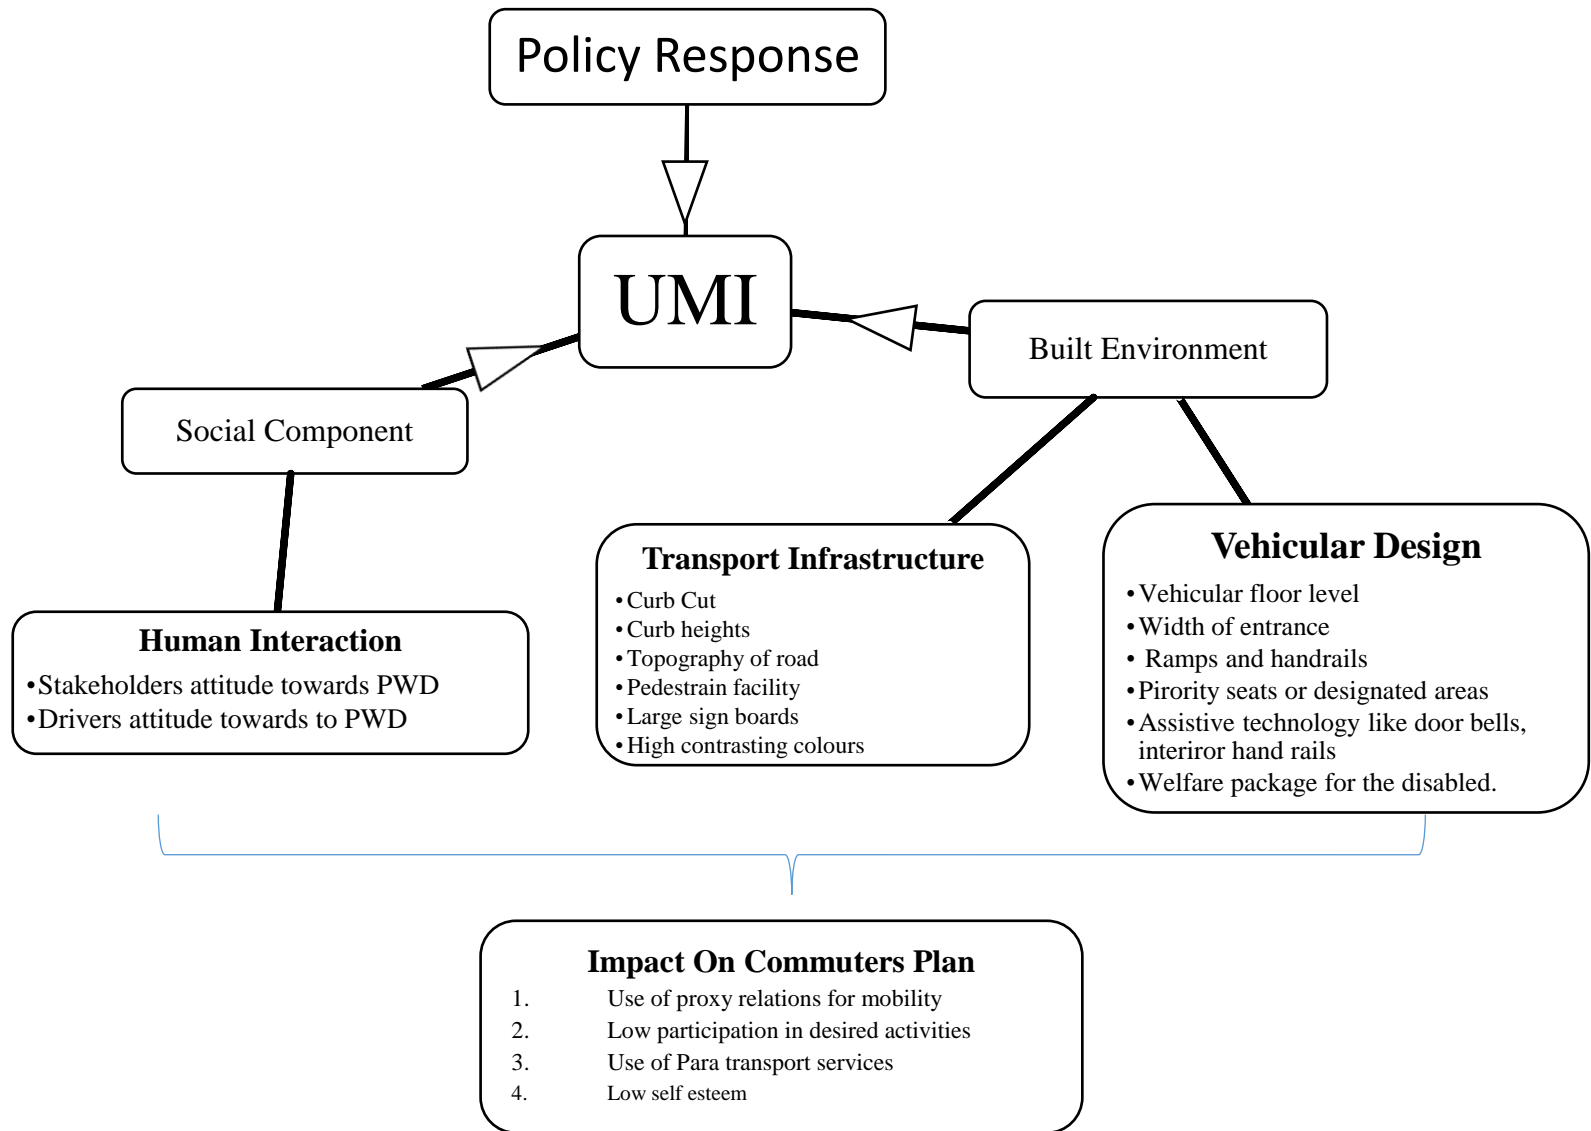 Policy Response
UMI
Built Environment
Social Component
Human Interaction
•Stakeholders attitude towards PWD
•Drivers attitude towards to PWD
Transport Infrastructure
•Curb Cut
•Curb heights
•Topography of road
•Pedestrain facility
•Large sign boards
•High contrasting colours
Vehicular Design
•Vehicular floor level
•Width of entrance
• Ramps and handrails
•Pirority seats or designated areas
•Assistive technology like door bells,
interiror hand rails
•Welfare package for the disabled.
Impact On Commuters Plan
1. Use of proxy relations for mobility
2. Low participation in desired activities
3. Use of Para transport services
4. Low self esteem